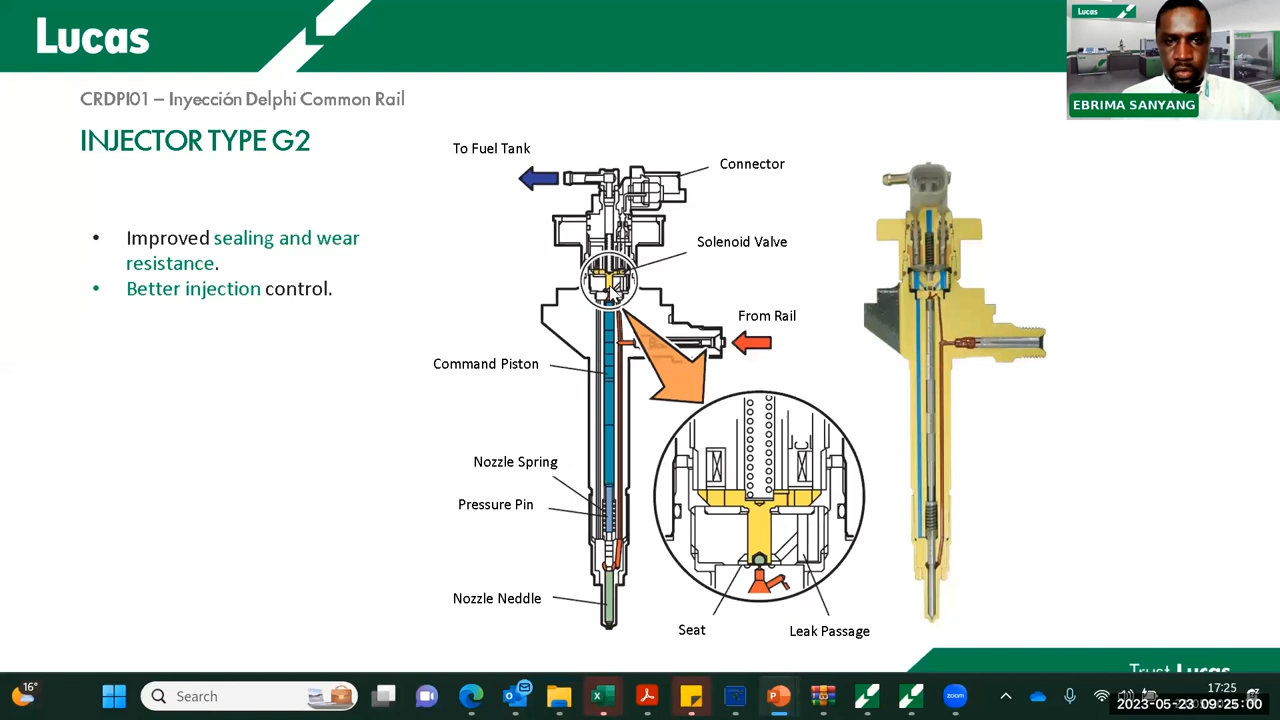 Lucas
Lucas
EBRIMA SANYANG
CRDPI01 – Inyección Delphi Common Rail
INJECTOR TYPE G2
• Improved sealing and wear
resistance.
• Better injection control.
To Fuel Tank
Connector
Solenoid Valve
From Rail
Command Piston
Nozzle Spring
Pressure Pin
Nozzle Neddle
Seat
Leak Passage
Trust Lucas
16°
Search
zoom
17:25
2023-05-23 09:25:00